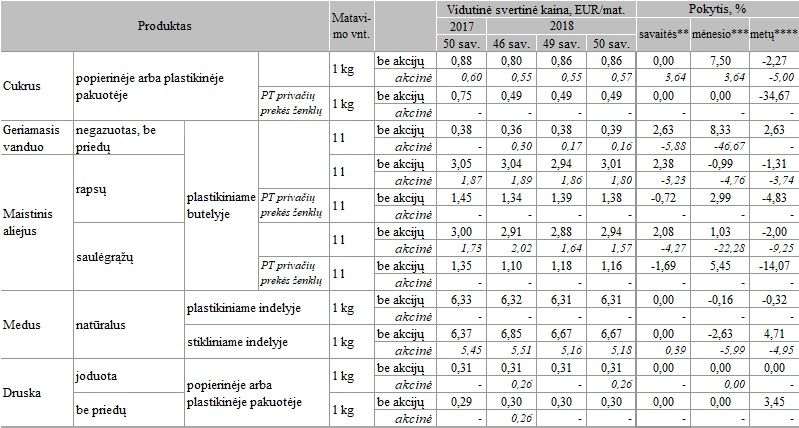 Produktas Matavi-mo vnt. Vidutinė svertinė kaina, EUR/mat. Pokytis, %
2017 2018 savaitės** mėnesio*** metų****
50 sav. 46 sav. 49 sav. 50 sav.
Cukrus popierinėje arba plastikinėje pakuotėje 1 kg be akcijų 0,88 0,80 0,86 0,86 0,00 7,50 -2,27
akcinė 0,60 0,55 0,55 0,57 3,64 3,64 -5,00
PT privačių prekės ženklų 1 kg be akcijų 0,75 0,49 0,49 0,49 0,00 0,00 -34,67
akcinė - - - - - - -
Geriamasis vanduo negazuotas, be priedų plastikiniame butelyje 1l be akcijų 0,38 0,36 0,38 0,39 2,63 8,33 2,63
akcinė - 0,30 0,17 0,16 -5,88 -46,67 -
Maistinis aliejus rapsų 1l be akcijų 3,05 3,04 2,94 3,01 2,38 -0,99 -1,31
akcinė 1,87 1,89 1,86 1,80 -3,23 -4,76 -3,74
PT privačių prekės ženklų 1l be akcijų 1,45 1,34 1,39 1,38 -0,72 2,99 -4,83
akcinė - - - - - - -
saulėgrąžų 1l be akcijų 3,00 2,91 2,88 2,94 2,08 1,03 -2,00
akcinė 1,73 2,02 1,64 1,57 -4,27 -22,28 -9,25
PT privačių prekės ženklų 1l be akcijų 1,35 1,10 1,18 1,16 -1,69 5,45 -14,07
akcinė - - - - - - -
Medus natūralus plastikiniame indelyje 1 kg be akcijų 6,33 6,32 6,31 6,31 0,00 -0,16 -0,32
akcinė - - - - - - -
stikliniame indelyje 1 kg be akcijų 6,37 6,85 6,67 6,67 0,00 -2,63 4,71
akcinė 5,45 5,51 5,16 5,18 0,39 -5,99 -4,95
Druska joduota popierinėje arba plastikinėje pakuotėje 1 kg be akcijų 0,31 0,31 0,31 0,31 0,00 0,00 0,00
akcinė - 0,26 - 0,26 - 0,00 -
be priedų 1 kg be akcijų 0,29 0,30 0,30 0,30 0,00 0,00 3,45
akcinė - 0,26 - - - - -